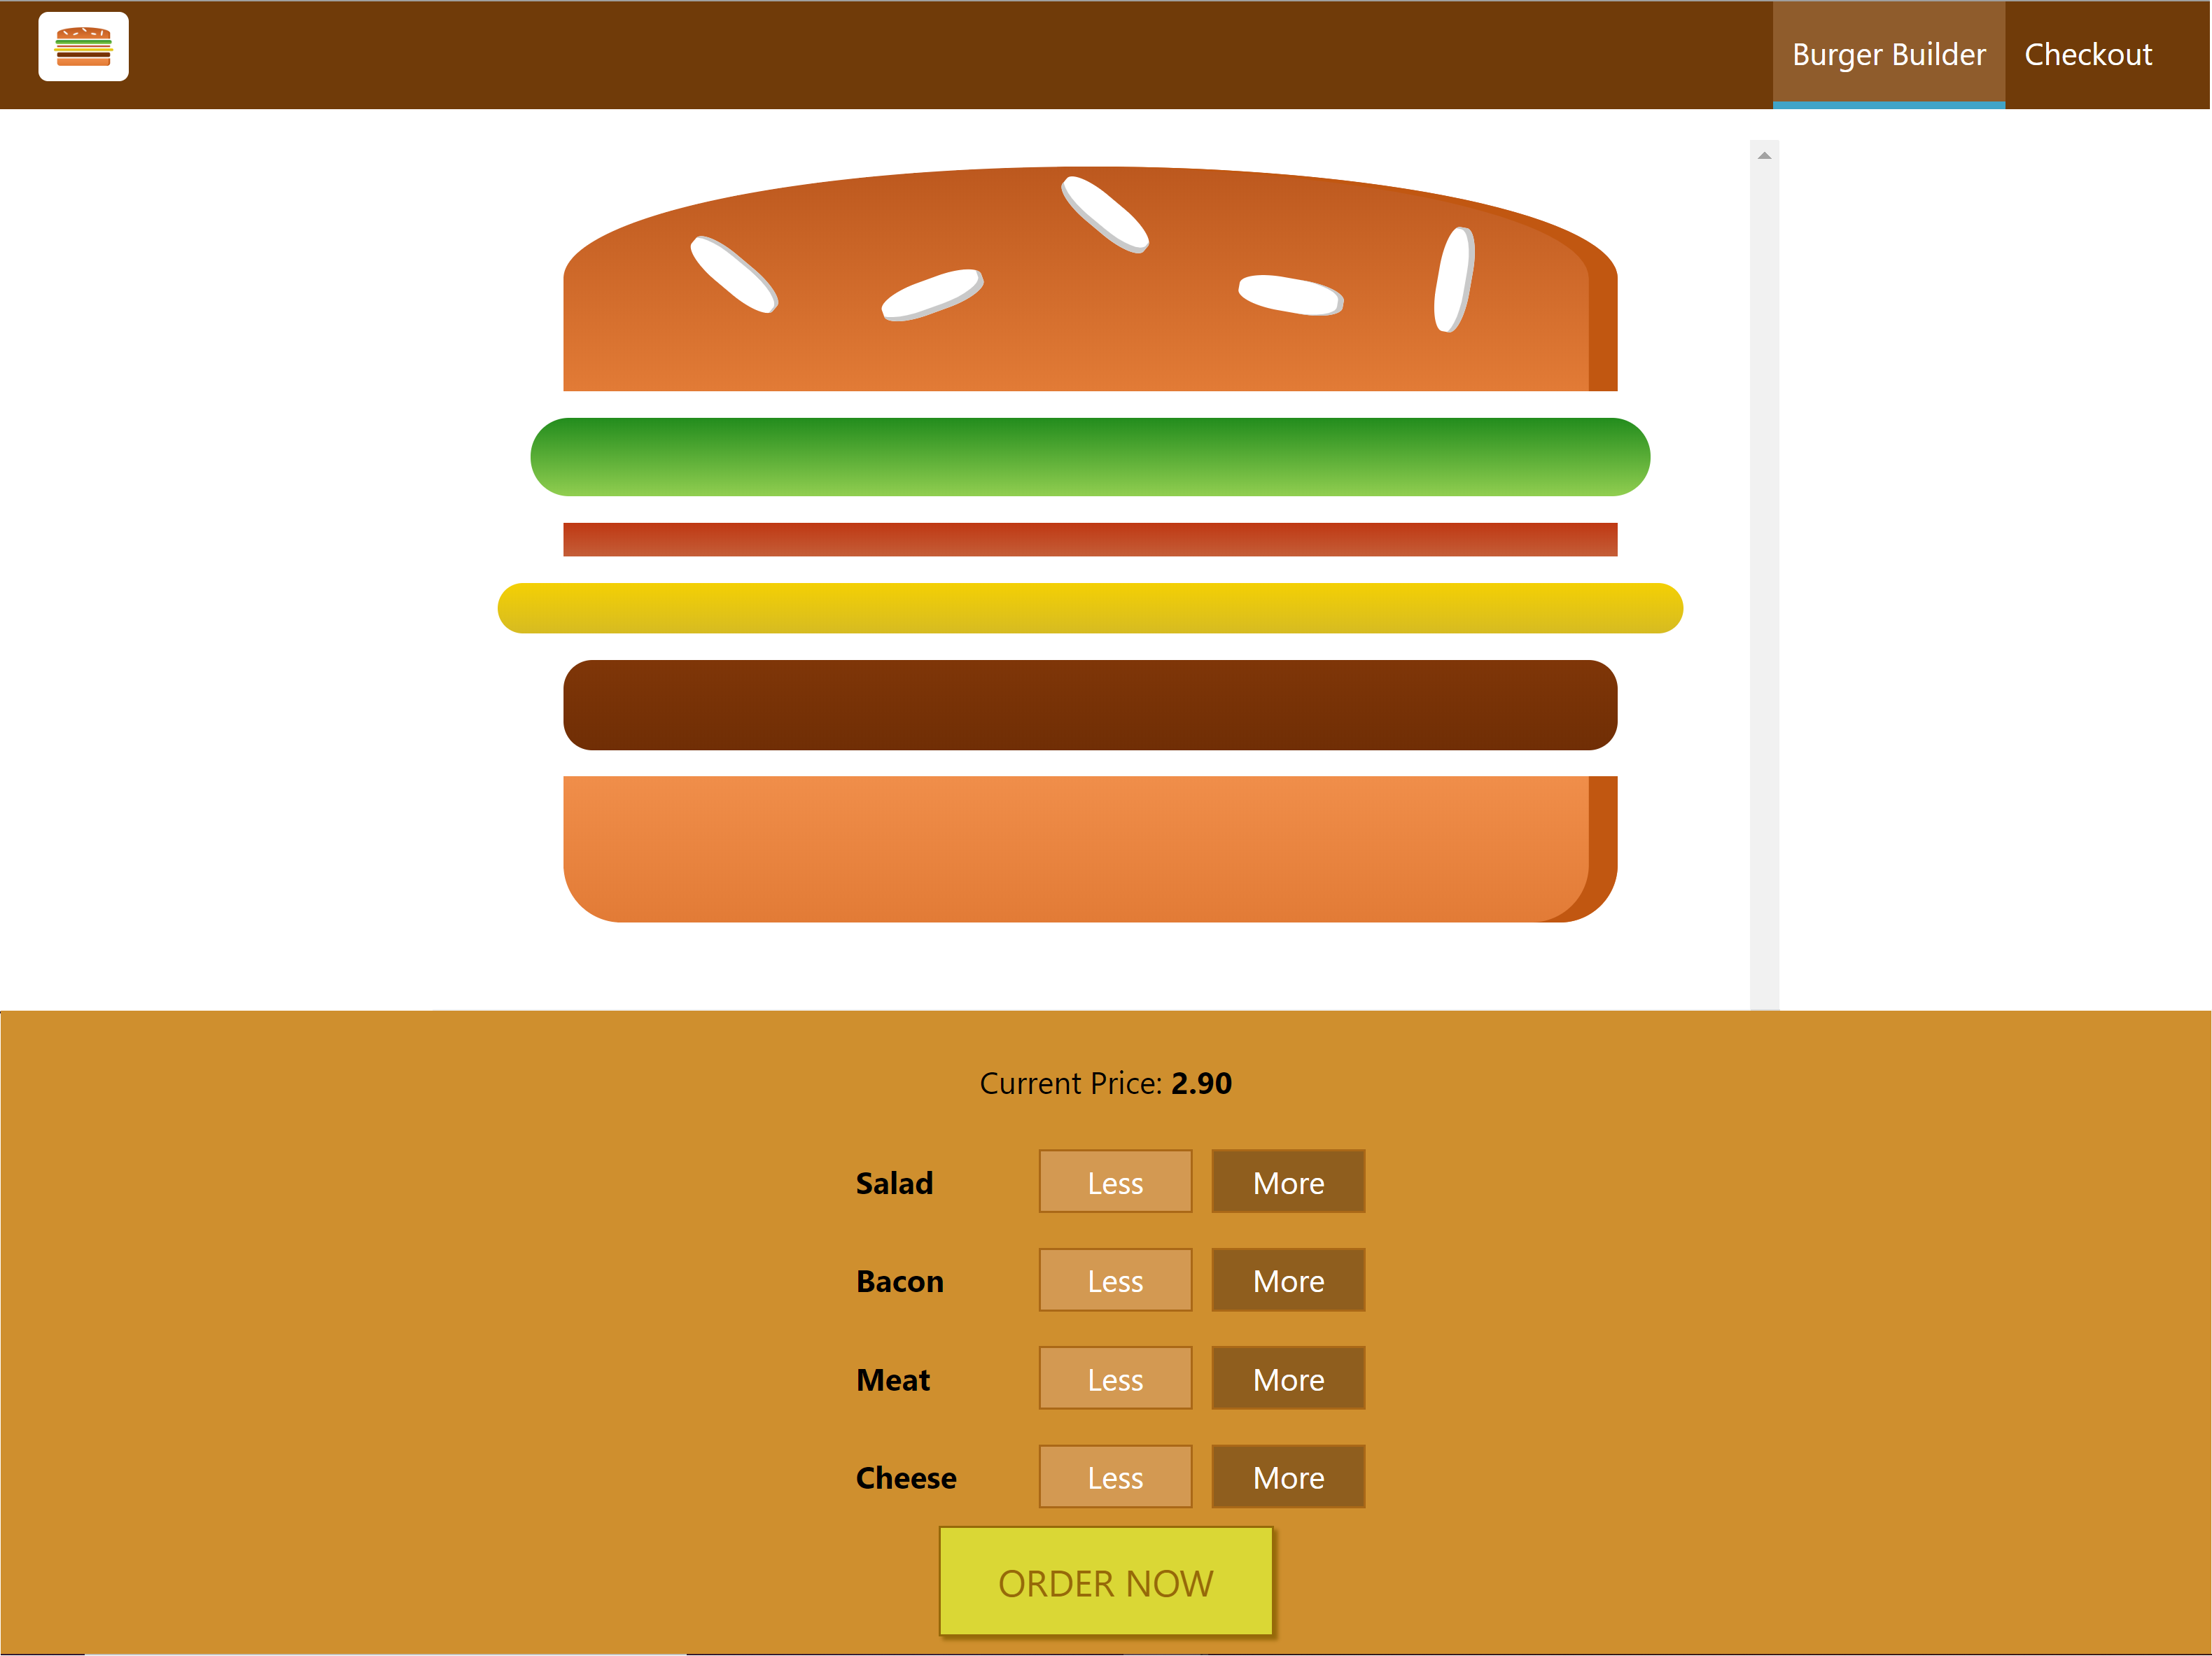 Burger Builder Checkout
Current Price: 2.90
Salad Less More
Bacon Less More
Meat Less More
Cheese Less More
ORDER NOW